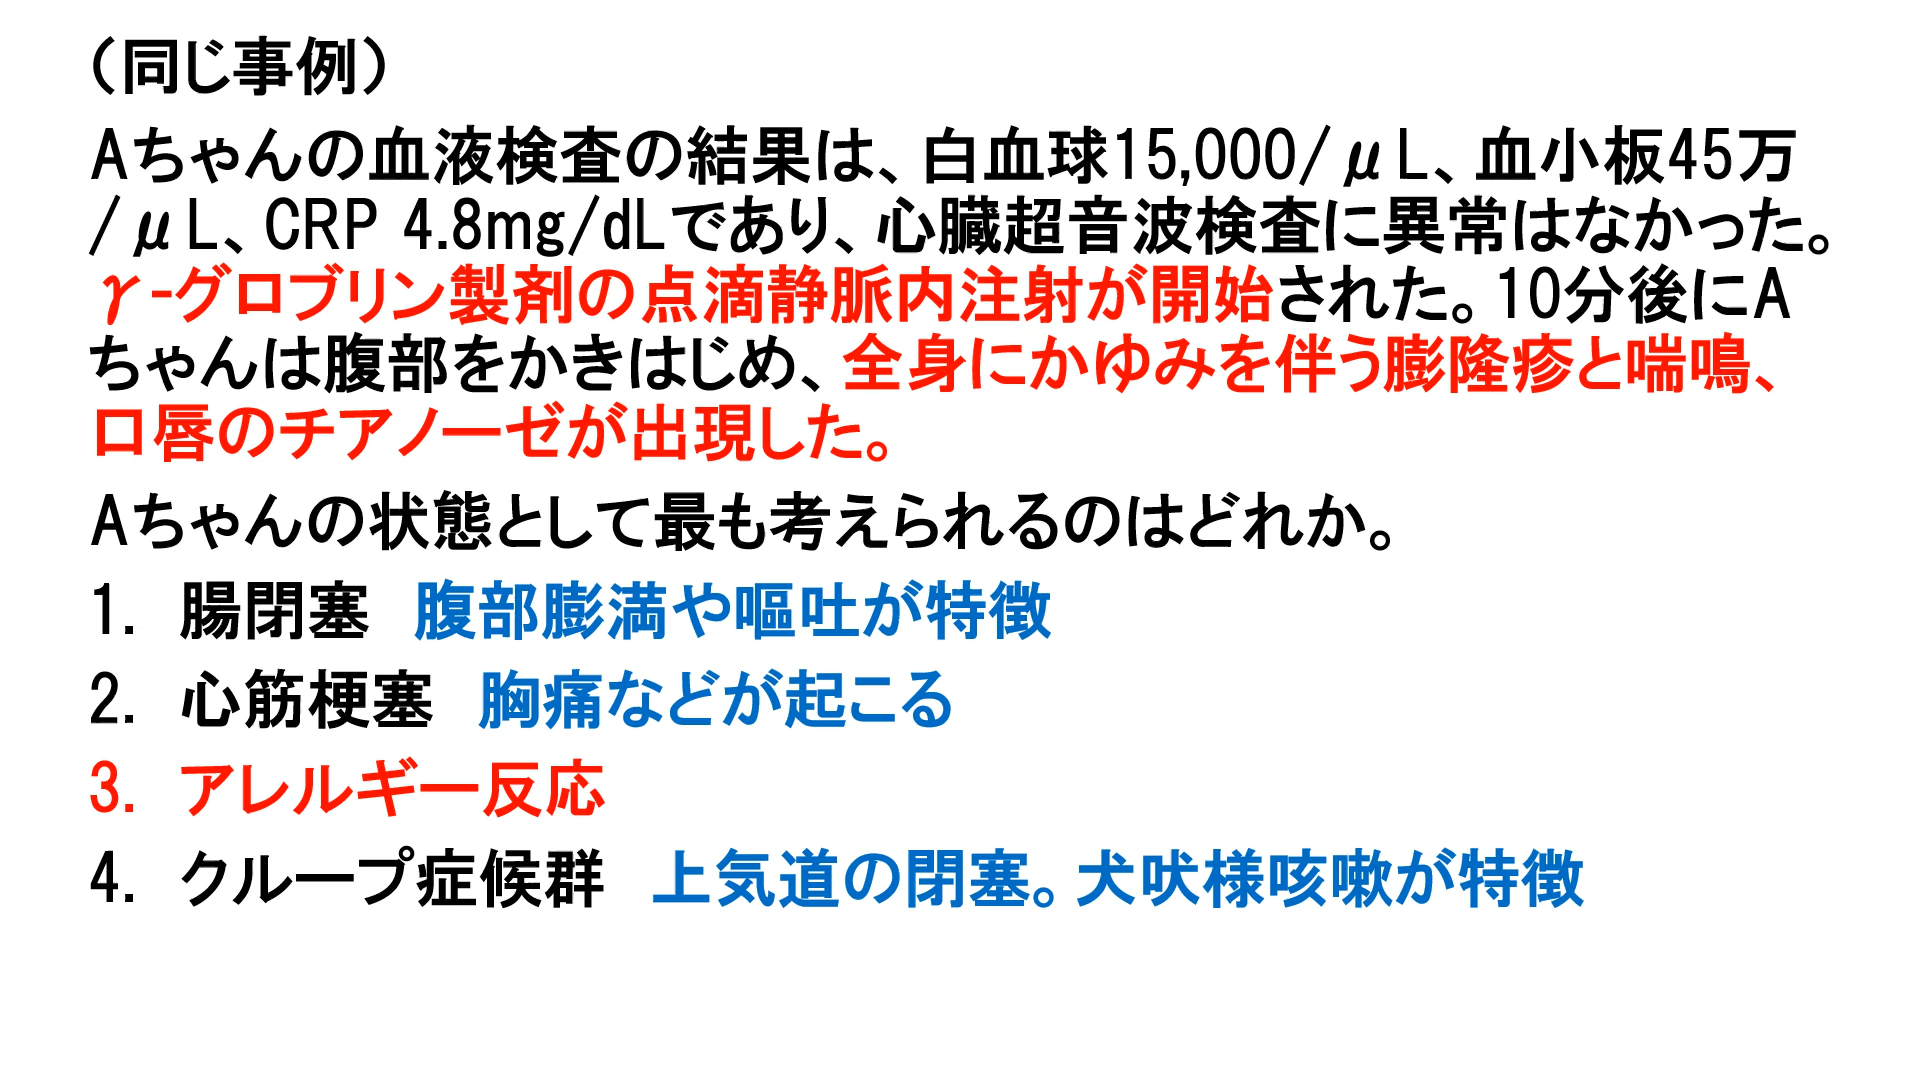 （同じ事例）
Aちゃんの血液検査の結果は、白血球15,000/μL、血小板45万
/μL、CRP 4.8mg/dLであり、心臓超音波検査に異常はなかった。
γ-グロブリン製剤の点滴静脈内注射が開始された。10分後にA
ちゃんは腹部をかきはじめ、全身にかゆみを伴う膨隆疹と喘鳴、
口唇のチアノーゼが出現した。
Aちゃんの状態として最も考えられるのはどれか。
1. 腸閉塞　腹部膨満や嘔吐が特徴
2. 心筋梗塞　胸痛などが起こる
3. アレルギー反応
4. クループ症候群　上気道の閉塞。犬吠様咳嗽が特徴